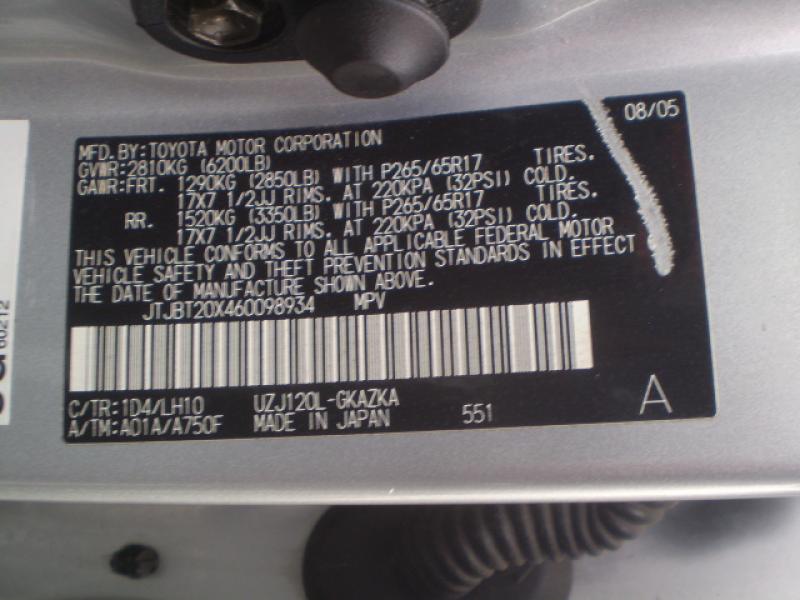 08/05
MFD. BY: TOYOTA MOTOR CORPORATION
GVWR: 2810KG (6200LB)
GAWR: FRT. 1290KG (2850LB) WITH P265/65R17 TIRES.
17X7 1/2JJ RIMS. AT 220KPA (32PSI) COLD.
RR. 1520KG (3350LB) WITH P265/65R17 TIRES.
17X7 1/2JJ RIMS. AT 220KPA (32PSI) COLD.
THIS VEHICLE CONFORMS TO ALL APPLICABLE FEDERAL MOTOR
VEHICLE SAFETY AND THEFT PREVENTION STANDARDS IN EFFECT
THE DATE OF MANUFACTURE SHOWN ABOVE.
JTJBT20X460098934 MPV
C/TR: 1D4/LH10 UZJ120L-GKAZKA
A/TM: A01A/A750F MADE IN JAPAN 551
A
60212